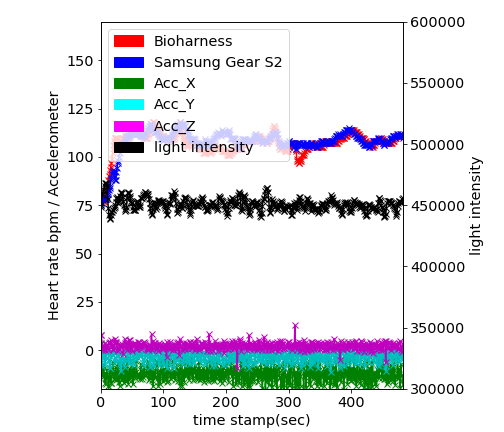 Bioharness
Samsung Gear S2
Acc_X
Acc_Y
Acc_Z
light intensity
150
125
100
75
50
25
0
Heart rate bpm / Accelerometer
600000
550000
500000
450000
400000
350000
300000
light intensity
0
100
200
300
400
time stamp(sec)